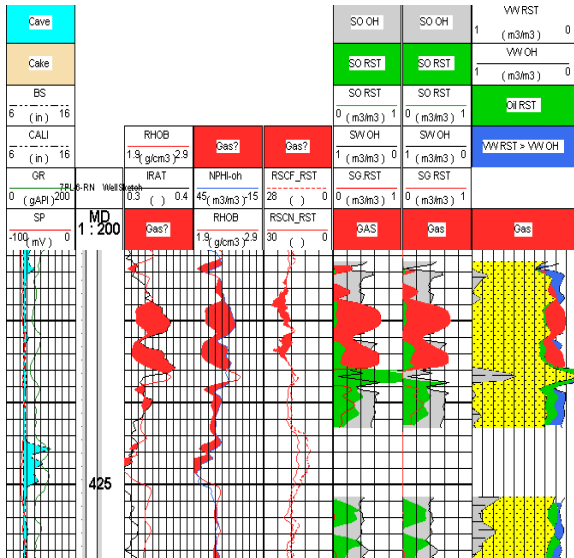 Cave
SO OH
SO OH
VW RST
1 ( m3/m3 ) 0
Cake
SO RST
SO RST
VW OH
1 ( m3/m3 ) 0
BS
6 ( in ) 16
SO RST
0 ( m3/m3 ) 1
SO RST
0 ( m3/m3 ) 1
Oil RST
CALI
6 ( in ) 16
RHOB
1.9 ( g/cm3 ) 2.9
Gas?
Gas?
SW OH
1 ( m3/m3 ) 0
SW OH
1 ( m3/m3 ) 0
VW RST > VW OH
GR
0 ( gAPI ) 200
7PL-6-RN WellSketch
IRAT
0.3 ( ) 0.4
NPHI-oh
45 ( m3/m3 ) -15
RSCF_RST
28 ( ) 0
SG RST
0 ( m3/m3 ) 1
SG RST
0 ( m3/m3 ) 1
SP
-100 ( mV ) 0
MD
1 : 200
Gas?
RHOB
1.9 ( g/cm3 ) 2.9
RSCN_RST
30 ( ) 0
GAS
Gas
Gas
425